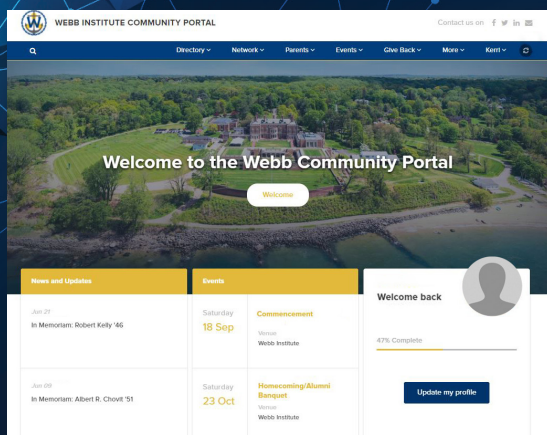 WEBB INSTITUTE COMMUNITY PORTAL
Contact us on
Directory
Network
Parents
Events
Give Back
More
Kerri
Welcome to the Webb Community Portal
Welcome
News and Updates
Jun 21
In Memoriam: Robert Kelly '46
Jun 09
In Memoriam: Albert R. Chovit '51
Events
Saturday
18 Sep
Commencement
Venue
Webb Institute
Saturday
23 Oct
Homecoming/Alumni
Banquet
Venue
Webb Institute
Welcome back
47% Complete
Update my profile